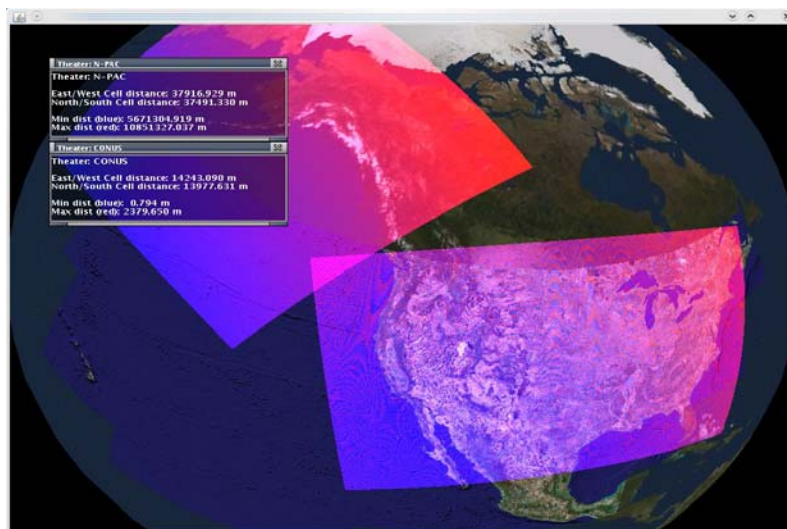 Theater: N-PAC
Theater: N-PAC
East/West Cell distance: 37916.929 m
North/South Cell distance: 37491.330 m
Min dist (blue): 5671304.919 m
Max dist (red): 10851327.037 m
Theater: CONUS
Theater: CONUS
East/West Cell distance: 14243.090 m
North/South Cell distance: 13977.631 m
Min dist (blue): 0.794 m
Max dist (red): 2379.650 m